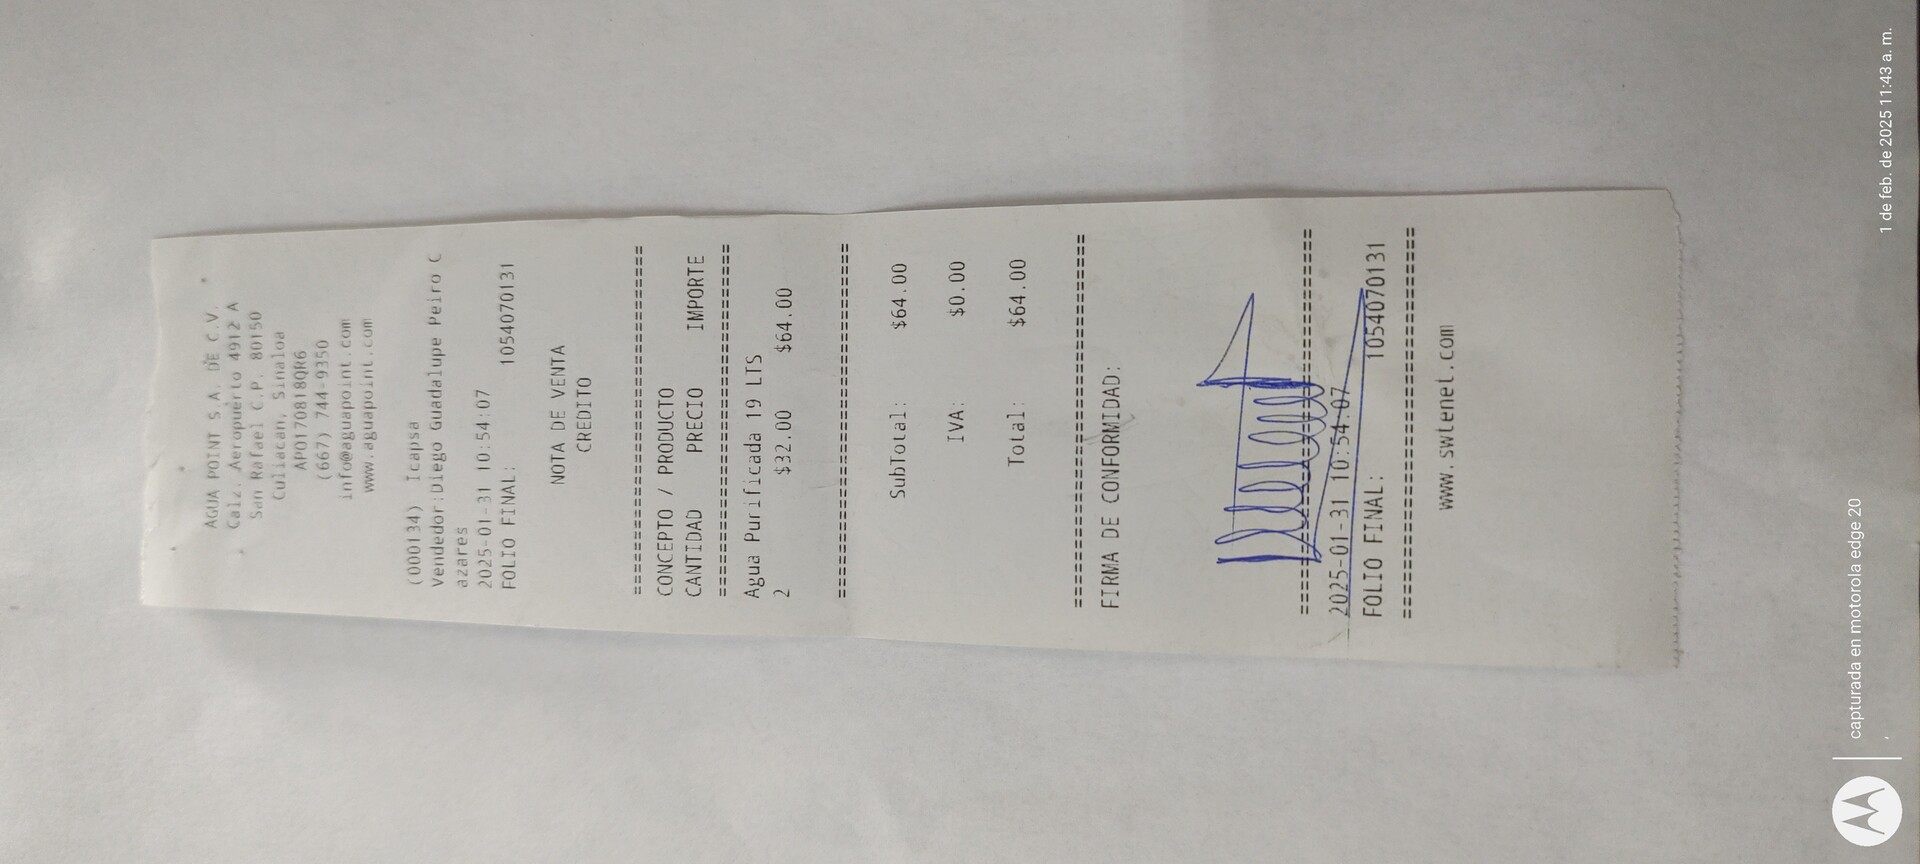 AGUA POINT S.A. DE C.V.
Calz. Aeropuerto 4912 A
San Rafael C.P. 80150
Culiacan, Sinaloa
APO170818QR6
(667) 744-9350
info@aguapoint.com
www.aguapoint.com
(000134) Icapsa
Vendedor:Diego Guadalupe Peiro C
azares
2025-01-31 10:54:07
FOLIO FINAL: 1054070131
NOTA DE VENTA
CREDITO
================================
CONCEPTO / PRODUCTO
CANTIDAD PRECIO IMPORTE
================================
Agua Purificada 19 LTS
2 $32.00 $64.00
================================
SubTotal: $64.00
IVA: $0.00
Total: $64.00
================================
FIRMA DE CONFORMIDAD:
================================
2025-01-31 10:54:07
FOLIO FINAL: 1054070131
================================
www.swtenet.com
capturada en motorola edge 20
1 de feb. de 2025 11:43 a. m.